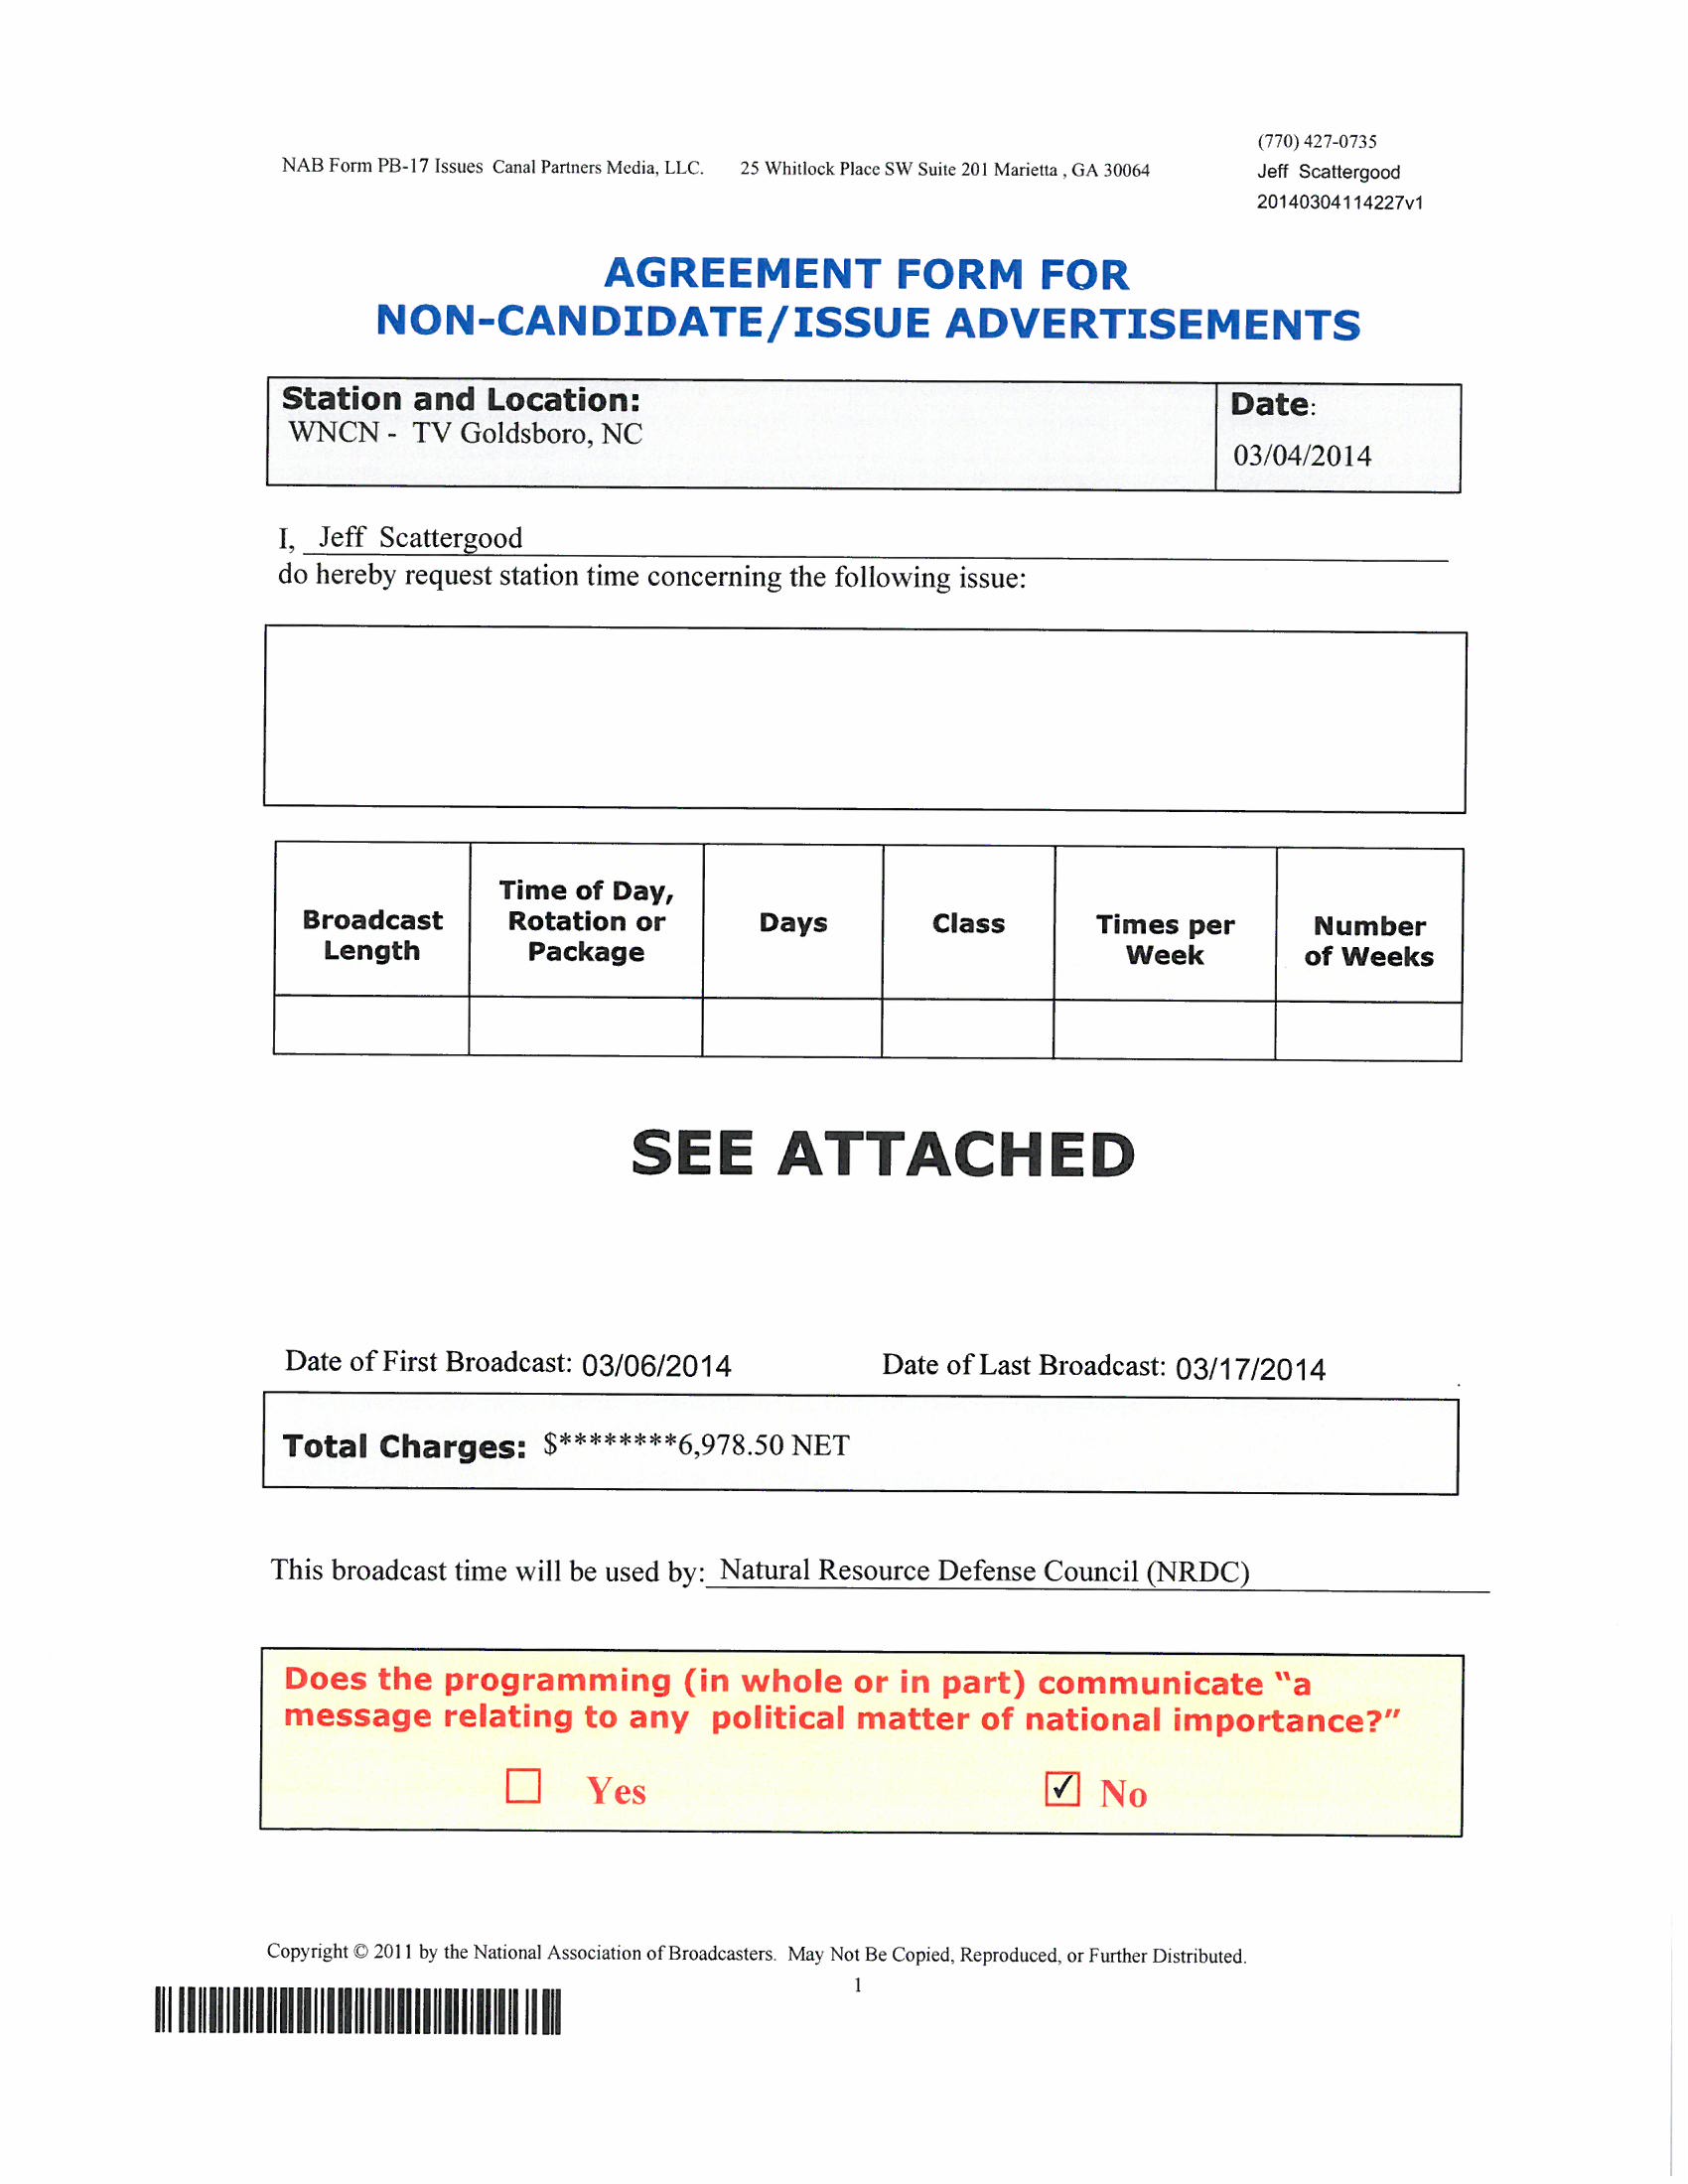 (770) 427-0735
NAB Form PB-17 Issues Canal Partners Media, LLC. 25 Whitlock Place SW Suite 201 Marietta , GA 30064
Jeff Scattergood
20140304114227v1
AGREEMENT FORM FOR
NON-CANDIDATE/ISSUE ADVERTISEMENTS
Station and Location:
WNCN - TV Goldsboro, NC
Date:
03/04/2014
I, Jeff Scattergood
do hereby request station time concerning the following issue:
Broadcast
Length
Time of Day,
Rotation or
Package
Days
Class
Times per
Week
Number
of Weeks
SEE ATTACHED
Date of First Broadcast: 03/06/2014 Date of Last Broadcast: 03/17/2014
Total Charges: $********6,978.50 NET
This broadcast time will be used by: Natural Resource Defense Council (NRDC)
Does the programming (in whole or in part) communicate “a
message relating to any political matter of national importance?”
Yes
No
Copyright © 2011 by the National Association of Broadcasters. May Not Be Copied, Reproduced, or Further Distributed.
1